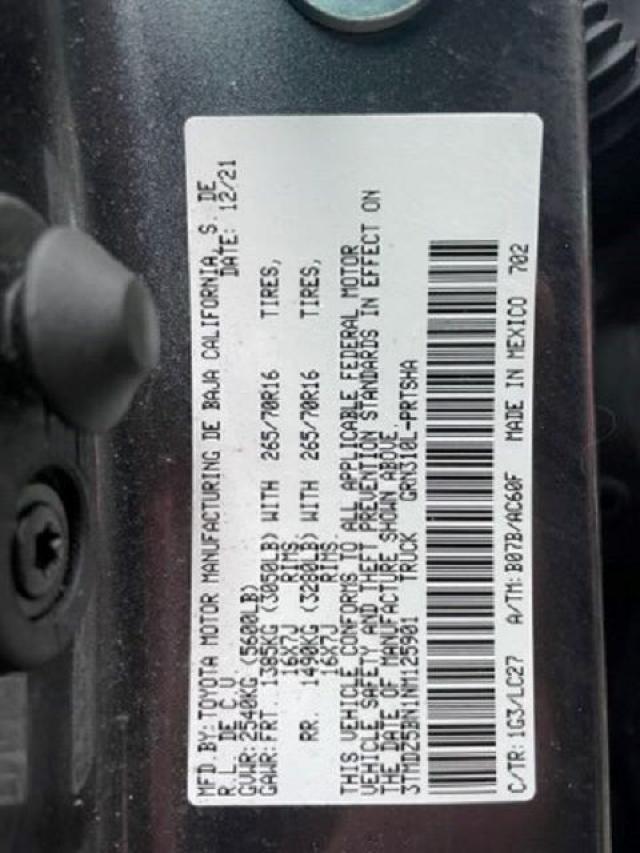 MFD.BY:TOYOTA MOTOR MANUFACTURING DE BAJA CALIFORNIA, S. DE
R.L. DE C.V. DATE: 12/21
GVWR:2540KG (5600LB)
GAWR:FRT. 1385KG (3050LB) WITH 265/70R16 TIRES,
16X7J RIMS
RR. 1490KG (3280LB) WITH 265/70R16 TIRES,
16X7J RIMS
THIS VEHICLE CONFORMS TO ALL APPLICABLE FEDERAL MOTOR
VEHICLE SAFETY AND THEFT PREVENTION STANDARDS IN EFFECT ON
THE DATE OF MANUFACTURE SHOWN ABOVE.
3TMDZ5BN1NM125901 TRUCK GRN310L-PRTSHA
C/TR: 1G3/LC27 A/TM: B07B/AC60F MADE IN MEXICO 702